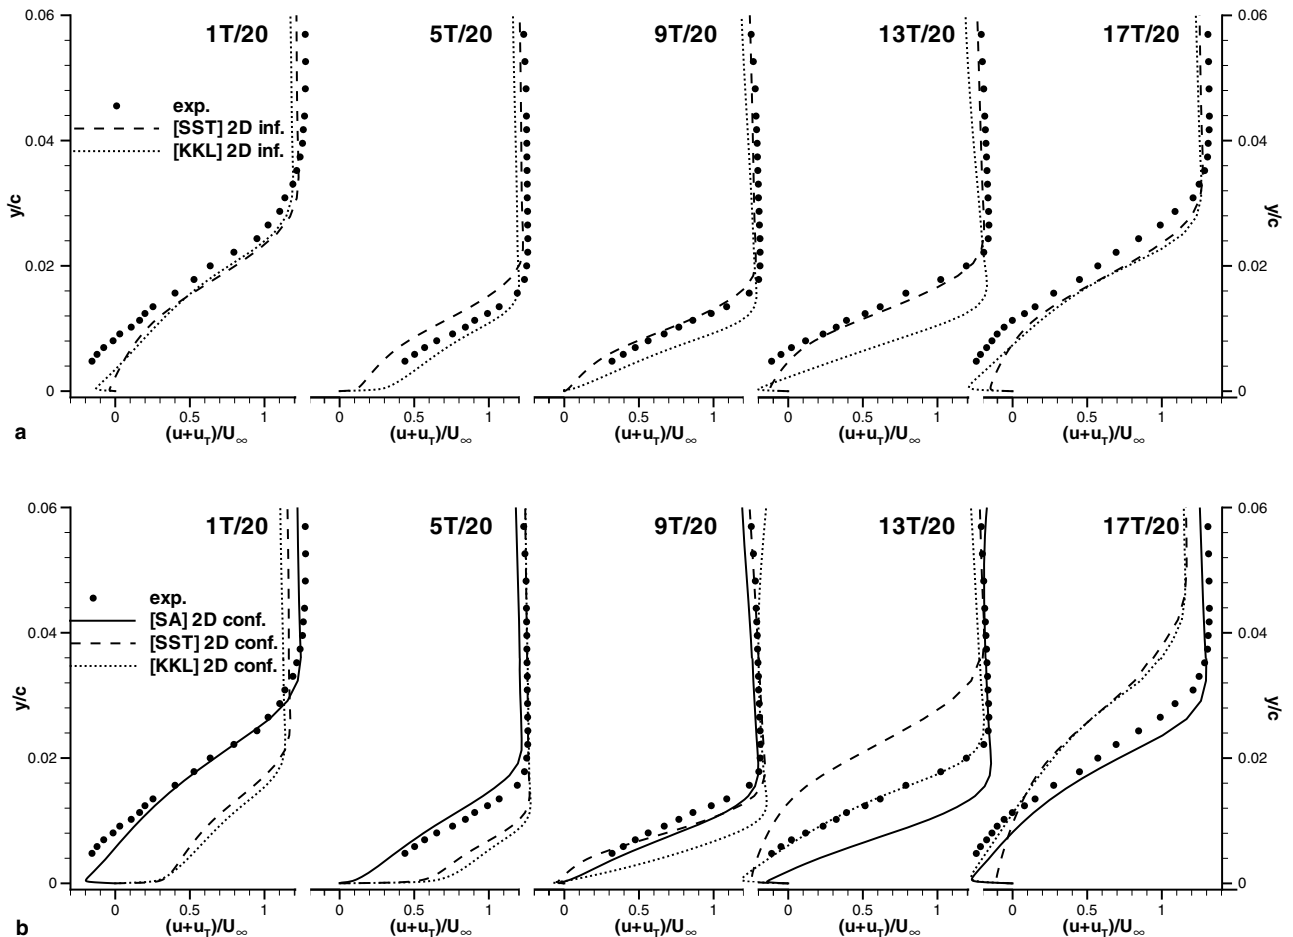 0.06 1T/20 5T/20 9T/20 13T/20 17T/20 0.06
exp.
[SST] 2D inf.
[KKL] 2D inf.
0.04 0.04
y/c y/c
0.02 0.02
0 0
0 0.5 1 0 0.5 1 0 0.5 1 0 0.5 1 0 0.5 1
a (u+u_T)/U_∞ (u+u_T)/U_∞ (u+u_T)/U_∞ (u+u_T)/U_∞ (u+u_T)/U_∞
0.06 1T/20 5T/20 9T/20 13T/20 17T/20 0.06
exp.
[SA] 2D conf.
[SST] 2D conf.
[KKL] 2D conf.
0.04 0.04
y/c y/c
0.02 0.02
0 0
0 0.5 1 0 0.5 1 0 0.5 1 0 0.5 1 0 0.5 1
b (u+u_T)/U_∞ (u+u_T)/U_∞ (u+u_T)/U_∞ (u+u_T)/U_∞ (u+u_T)/U_∞